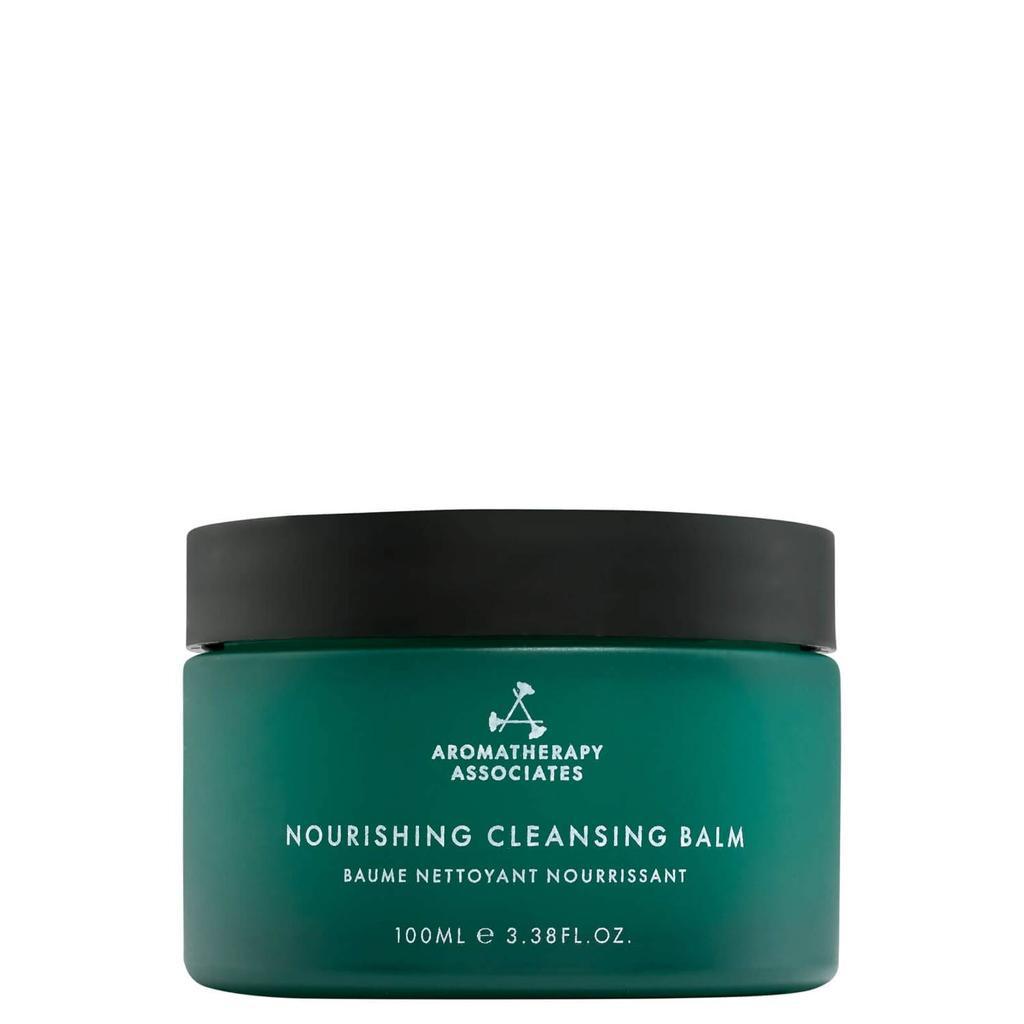 AROMATHERAPY
ASSOCIATES
NOURISHING CLEANSING BALM
BAUME NETTOYANT NOURRISSANT
100ML ℮ 3.38FL.OZ.